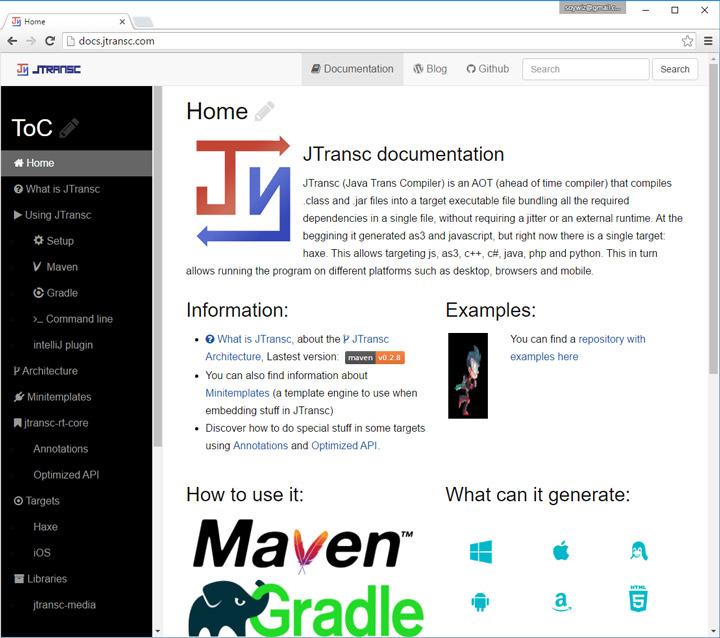 soywiz@gmail.c...
Home
docs.jtransc.com
JTRANSC
Documentation
Blog
Github
Search
Search
ToC
Home
What is JTransc
Using JTransc
Setup
Maven
Gradle
>_ Command line
intelliJ plugin
Architecture
Minitemplates
jtransc-rt-core
Annotations
Optimized API
Targets
Haxe
iOS
Libraries
jtransc-media
Home
JTransc documentation
JTransc (Java Trans Compiler) is an AOT (ahead of time compiler) that compiles
.class and .jar files into a target executable file bundling all the required
dependencies in a single file, without requiring a jitter or an external runtime. At the
beggining it generated as3 and javascript, but right now there is a single target:
haxe. This allows targeting js, as3, c++, c#, java, php and python. This in turn
allows running the program on different platforms such as desktop, browsers and mobile.
Information:
What is JTransc, about the JTransc
Architecture, Lastest version: maven v0.2.8
You can also find information about
Minitemplates (a template engine to use when
embedding stuff in JTransc)
Discover how to do special stuff in some targets
using Annotations and Optimized API.
Examples:
You can find a repository with
examples here
How to use it:
Maven™
Gradle
What can it generate:
HTML
5